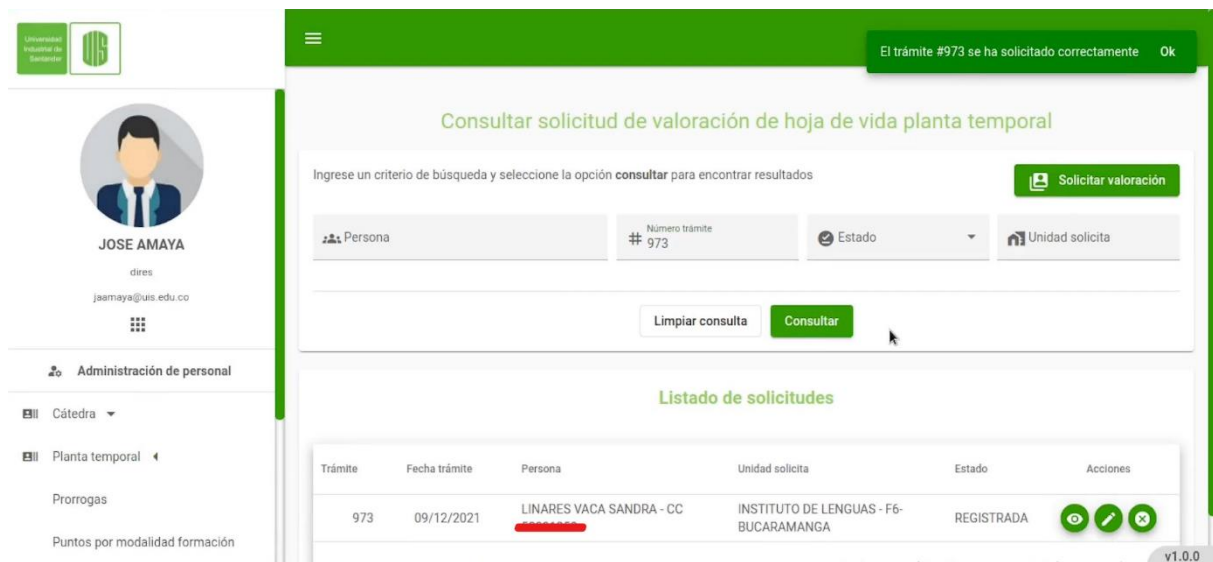 Universidad
Industrial de
Santander
El trámite #973 se ha solicitado correctamente Ok
JOSE AMAYA
dires
jaamaya@uis.edu.co
Administración de personal
Cátedra
Planta temporal
Prorrogas
Puntos por modalidad formación
Consultar solicitud de valoración de hoja de vida planta temporal
Ingrese un criterio de búsqueda y seleccione la opción consultar para encontrar resultados
Solicitar valoración
Persona
Número trámite
973
Estado
Unidad solicita
Limpiar consulta Consultar
Listado de solicitudes
Trámite Fecha trámite Persona Unidad solicita Estado Acciones
973 09/12/2021 LINARES VACA SANDRA - CC INSTITUTO DE LENGUAS - F6- REGISTRADA
BUCARAMANGA
v1.0.0